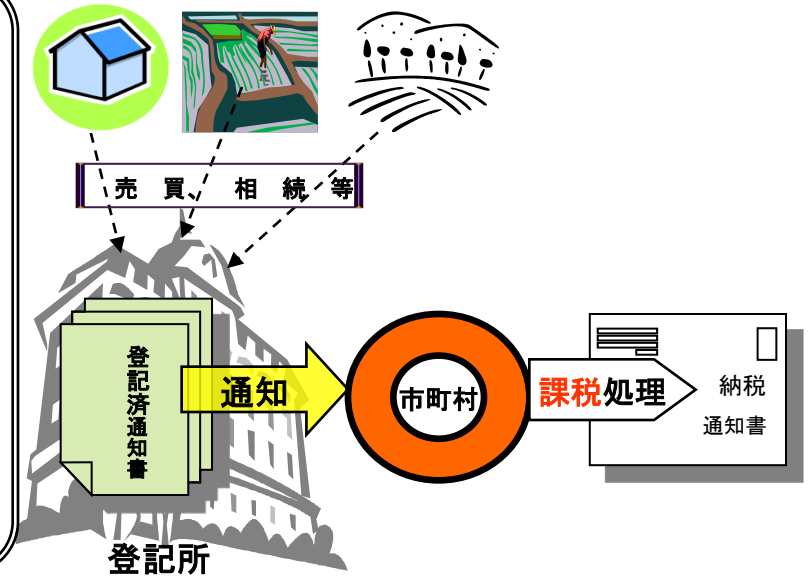 売買、相続等
登記済通知書
通知
市町村
課税処理
納税
通知書
登記所